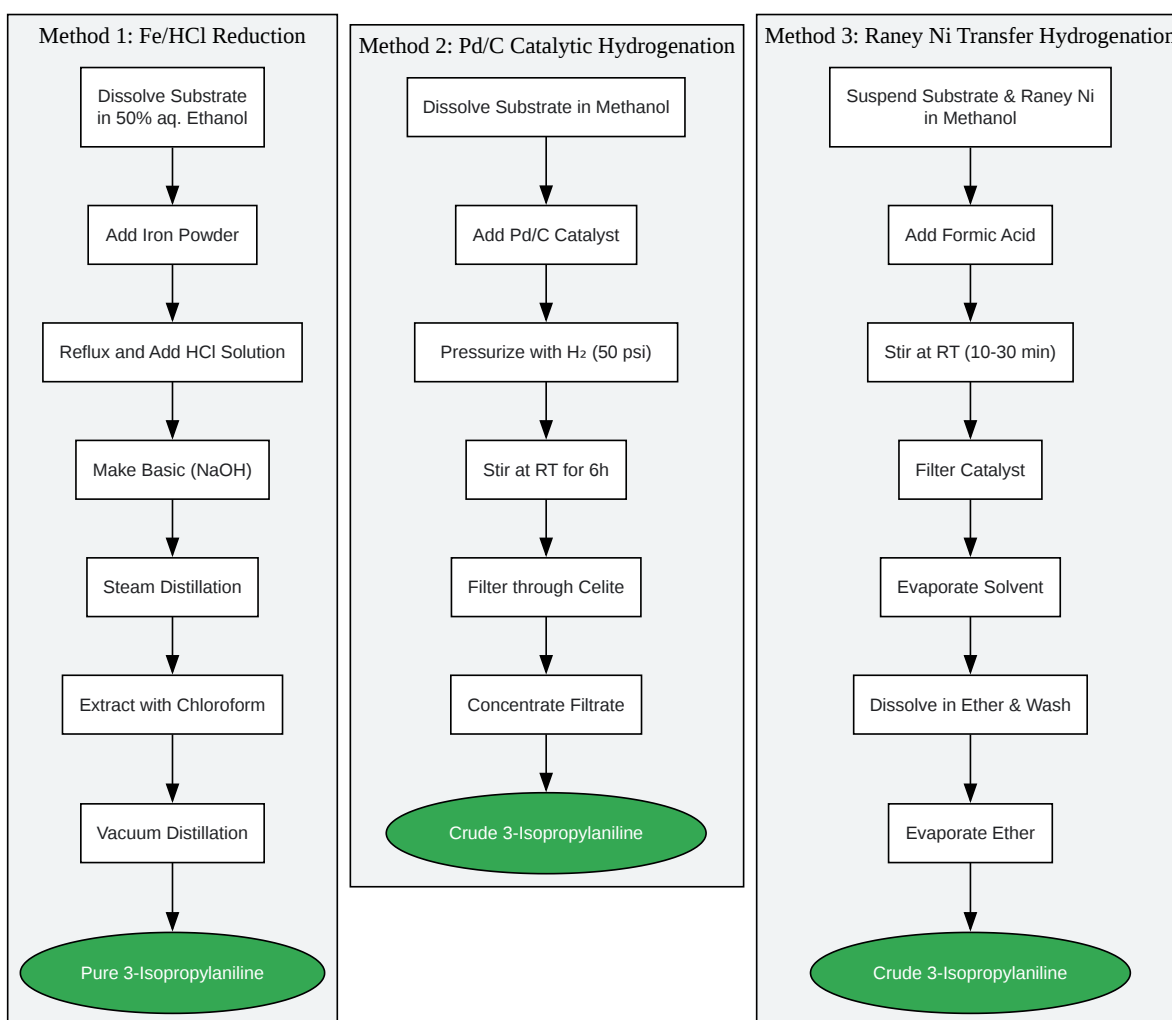 Method 1: Fe/HCl Reduction
Dissolve Substrate
in 50% aq. Ethanol
Add Iron Powder
Reflux and Add HCl Solution
Make Basic (NaOH)
Steam Distillation
Extract with Chloroform
Vacuum Distillation
Pure 3-Isopropylaniline
Method 2: Pd/C Catalytic Hydrogenation
Dissolve Substrate in Methanol
Add Pd/C Catalyst
Pressurize with H₂ (50 psi)
Stir at RT for 6h
Filter through Celite
Concentrate Filtrate
Crude 3-Isopropylaniline
Method 3: Raney Ni Transfer Hydrogenation
Suspend Substrate & Raney Ni
in Methanol
Add Formic Acid
Stir at RT (10-30 min)
Filter Catalyst
Evaporate Solvent
Dissolve in Ether & Wash
Evaporate Ether
Crude 3-Isopropylaniline